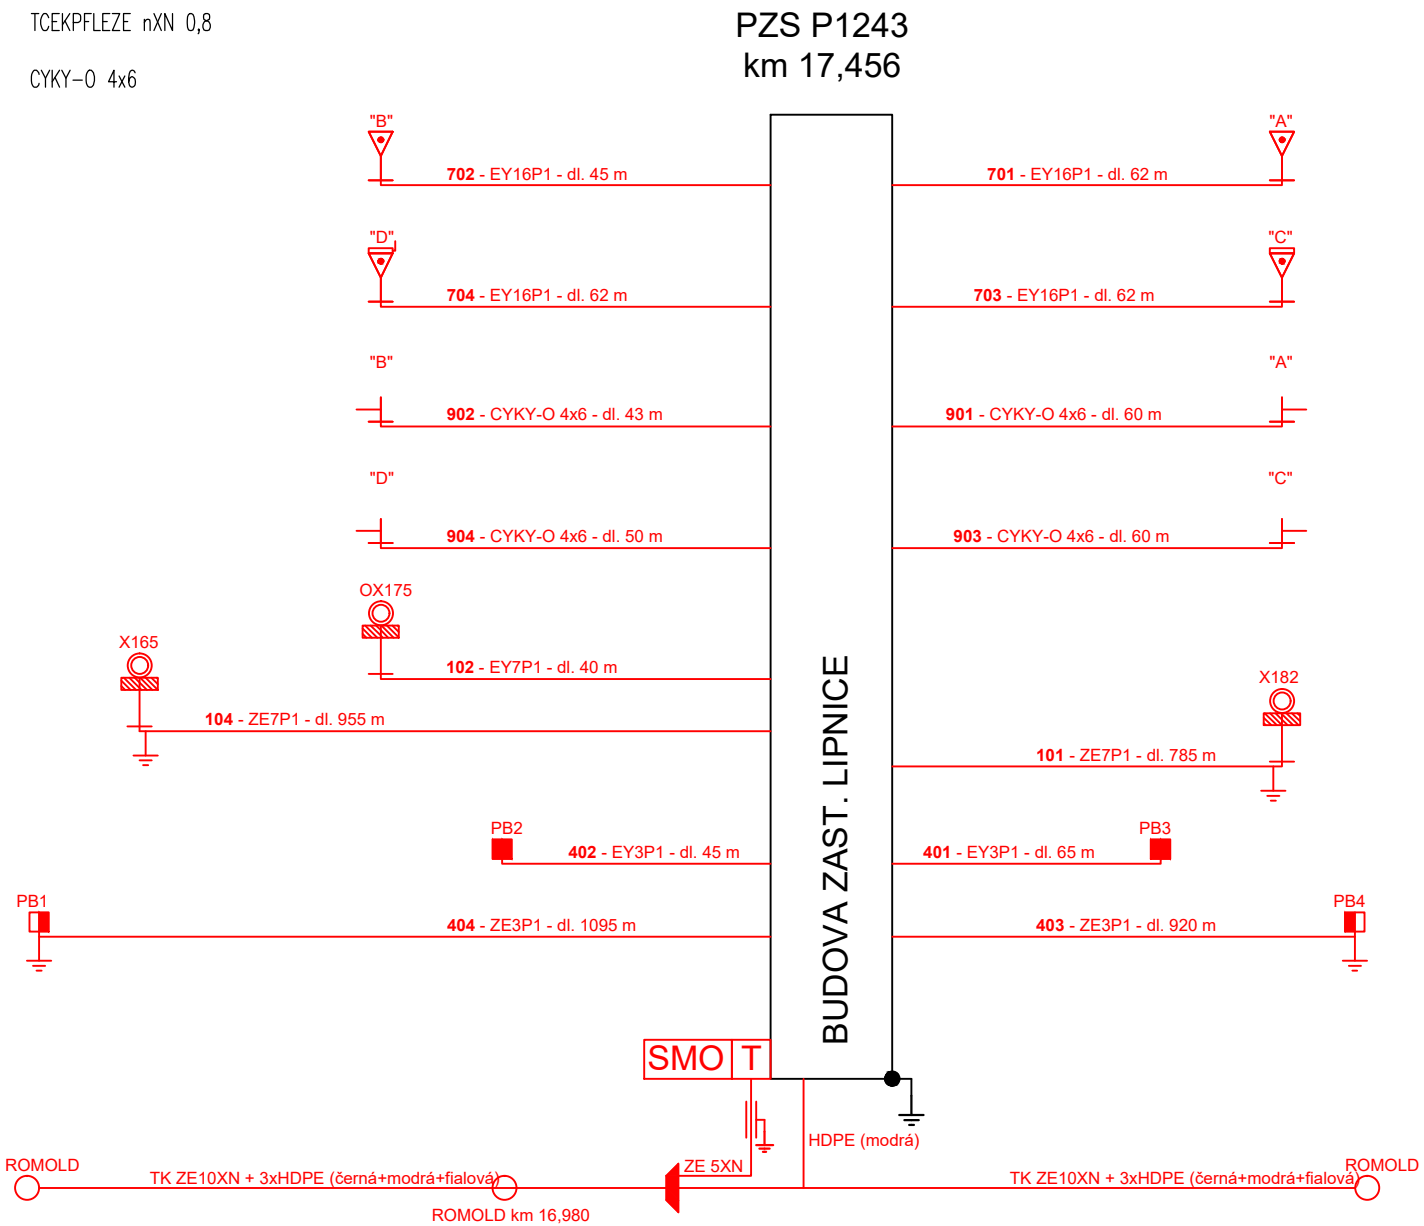 TCEKPFLEZE nXN 0,8
CYKY-O 4x6
PZS P1243
km 17,456
"B"
702 - EY16P1 - dl. 45 m
"A"
701 - EY16P1 - dl. 62 m
"D"
704 - EY16P1 - dl. 62 m
"C"
703 - EY16P1 - dl. 62 m
"B"
902 - CYKY-O 4x6 - dl. 43 m
"A"
901 - CYKY-O 4x6 - dl. 60 m
"D"
904 - CYKY-O 4x6 - dl. 50 m
"C"
903 - CYKY-O 4x6 - dl. 60 m
OX175
102 - EY7P1 - dl. 40 m
X165
104 - ZE7P1 - dl. 955 m
X182
101 - ZE7P1 - dl. 785 m
BUDOVA ZAST. LIPNICE
PB2
402 - EY3P1 - dl. 45 m
PB3
401 - EY3P1 - dl. 65 m
PB1
404 - ZE3P1 - dl. 1095 m
PB4
403 - ZE3P1 - dl. 920 m
SMO T
HDPE (modrá)
ZE 5XN
ROMOLD
TK ZE10XN + 3xHDPE (černá+modrá+fialová)
ROMOLD km 16,980
TK ZE10XN + 3xHDPE (černá+modrá+fialová)
ROMOLD